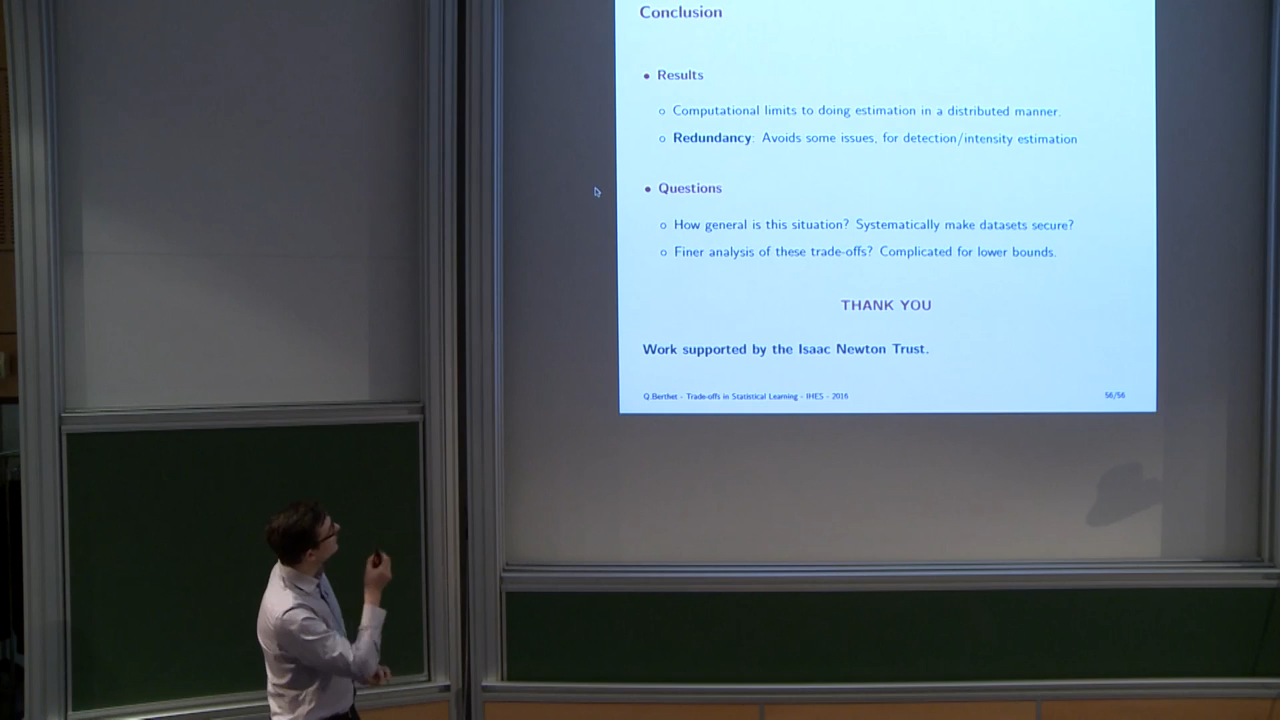 Conclusion
• Results
○ Computational limits to doing estimation in a distributed manner.
○ Redundancy: Avoids some issues, for detection/intensity estimation
• Questions
○ How general is this situation? Systematically make datasets secure?
○ Finer analysis of these trade-offs? Complicated for lower bounds.
THANK YOU
Work supported by the Isaac Newton Trust.
Q.Berthet - Trade-offs in Statistical Learning - IHES - 2016
56/56